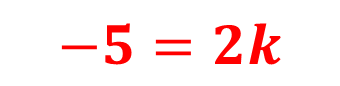 −5 = 2k